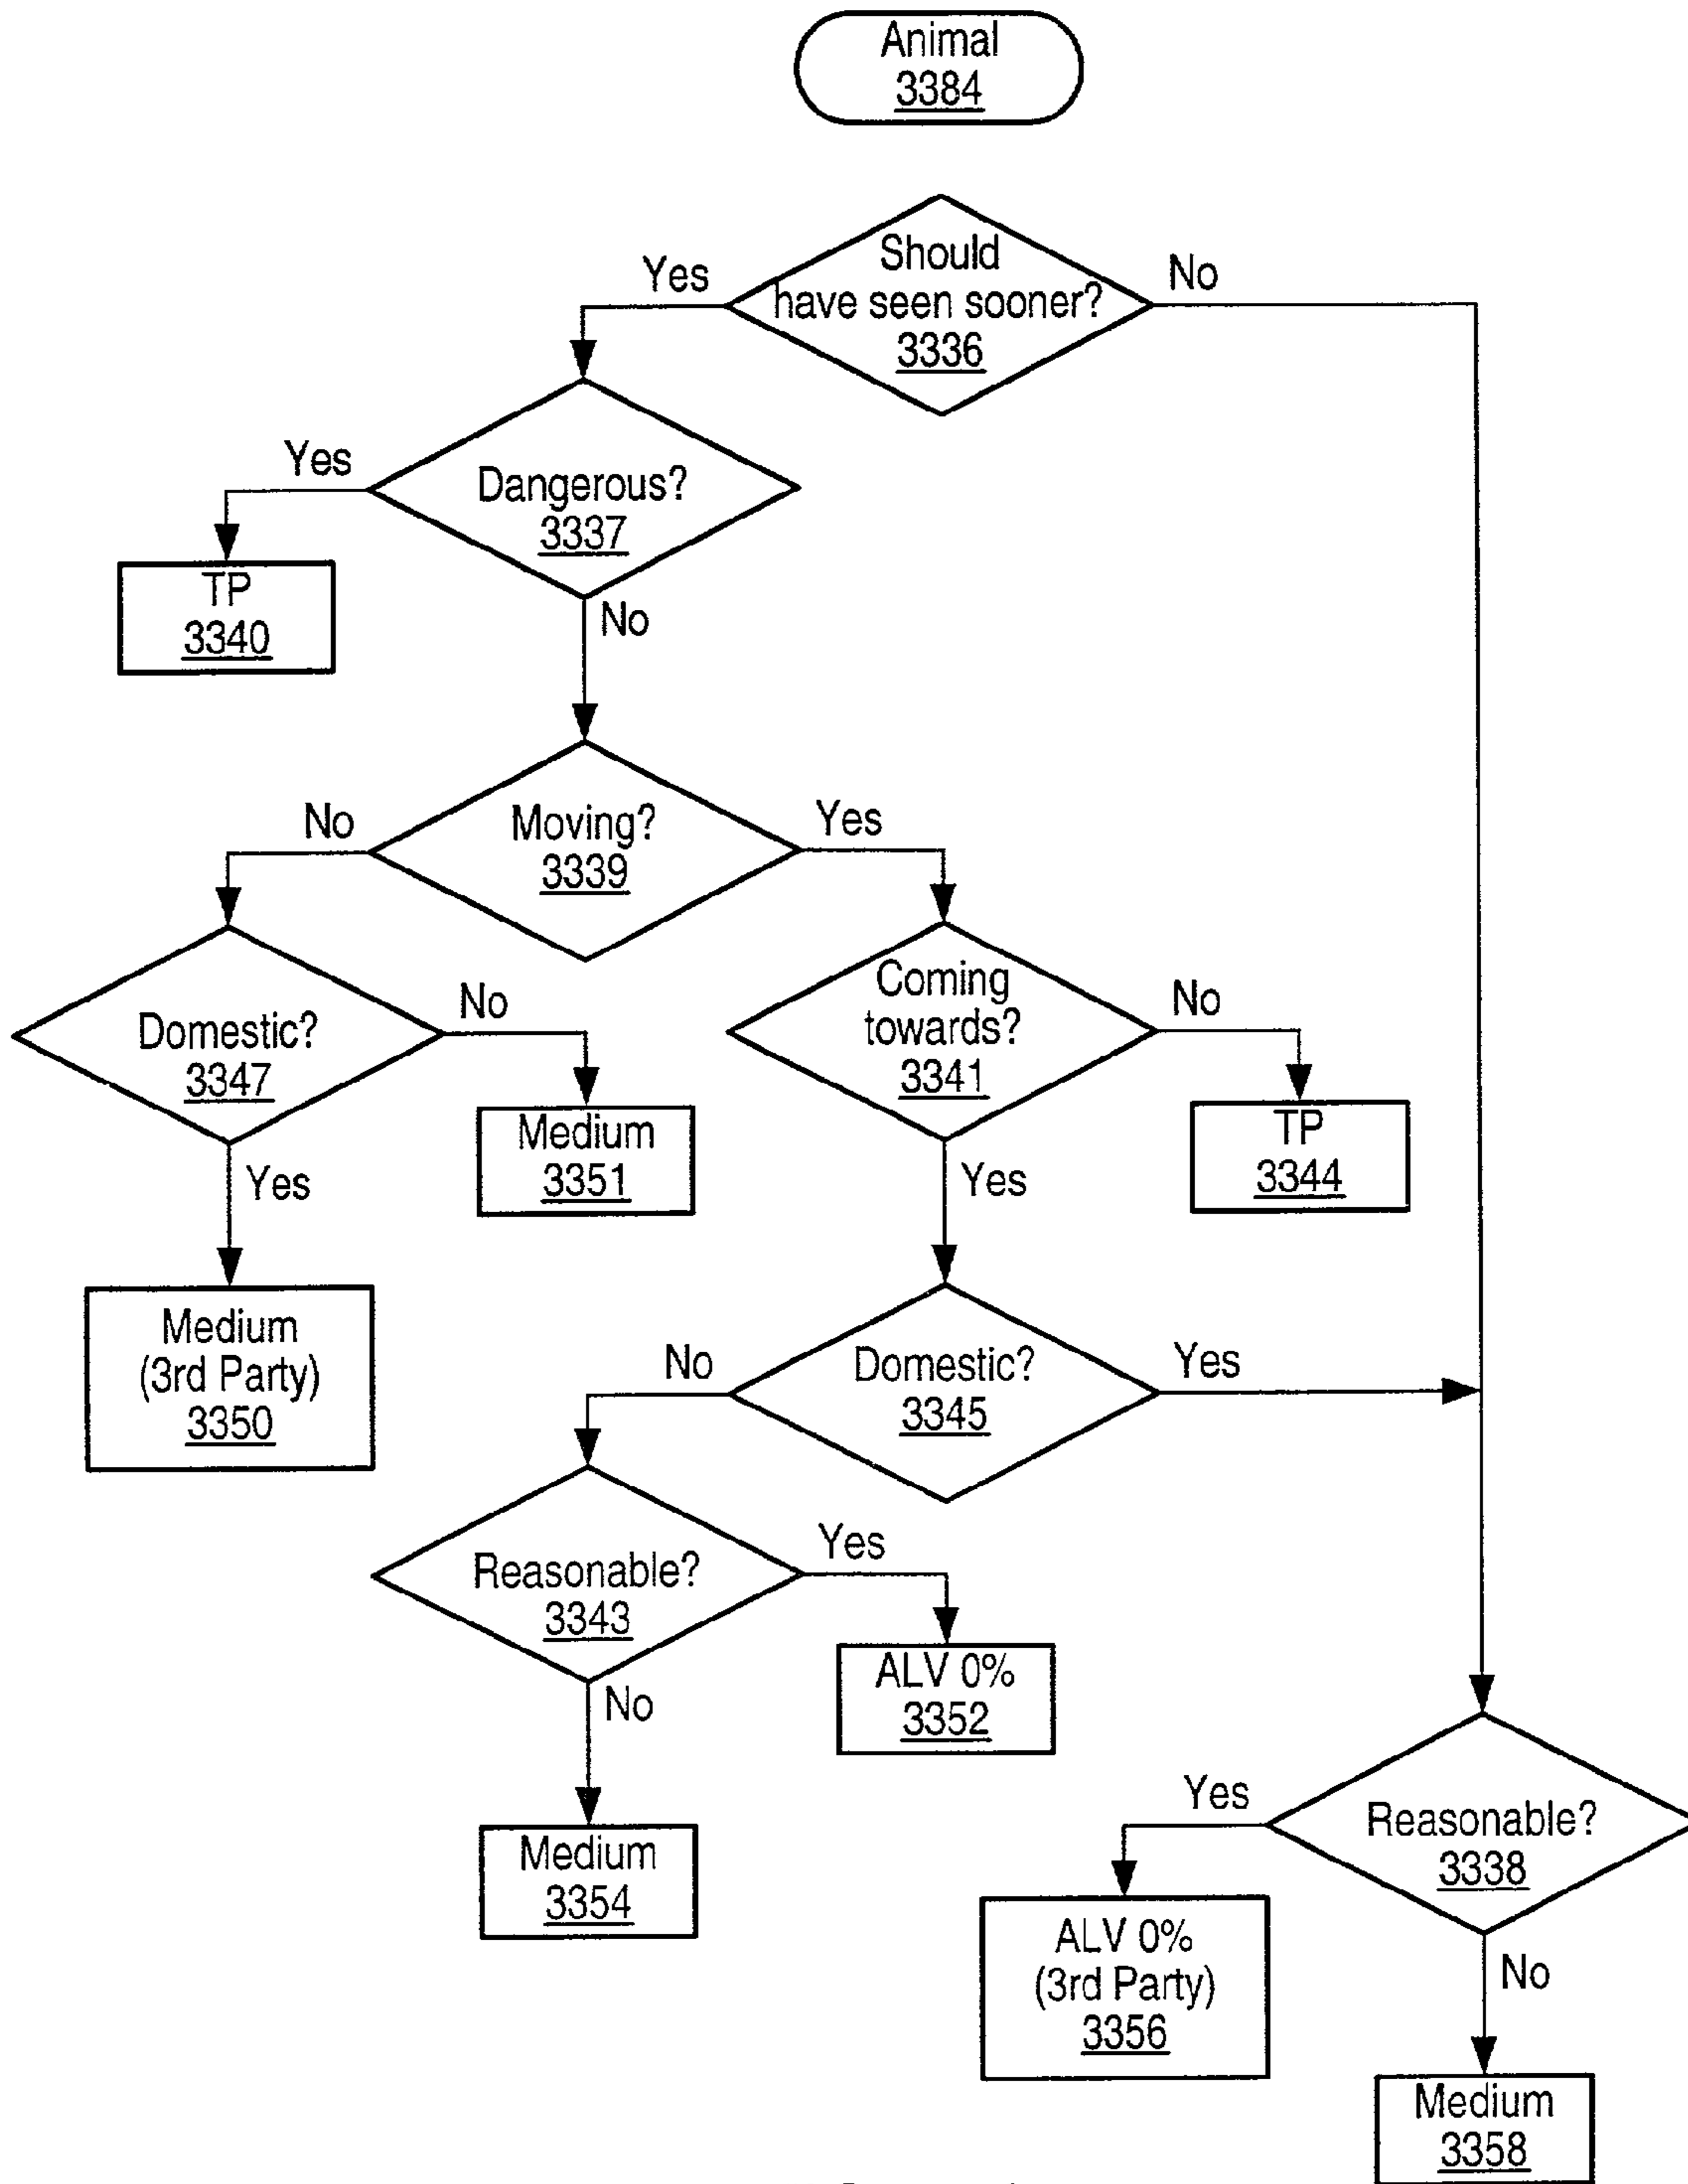 Animal
3384
Should
have seen sooner?
3336
Yes
No
Dangerous?
3337
Yes
No
TP
3340
Moving?
3339
No
Yes
Domestic?
3347
No
Yes
Coming
towards?
3341
No
Yes
Medium
3351
TP
3344
Medium
(3rd Party)
3350
Domestic?
3345
No
Yes
Reasonable?
3343
Yes
No
ALV 0%
3352
Medium
3354
Reasonable?
3338
Yes
No
ALV 0%
(3rd Party)
3356
Medium
3358